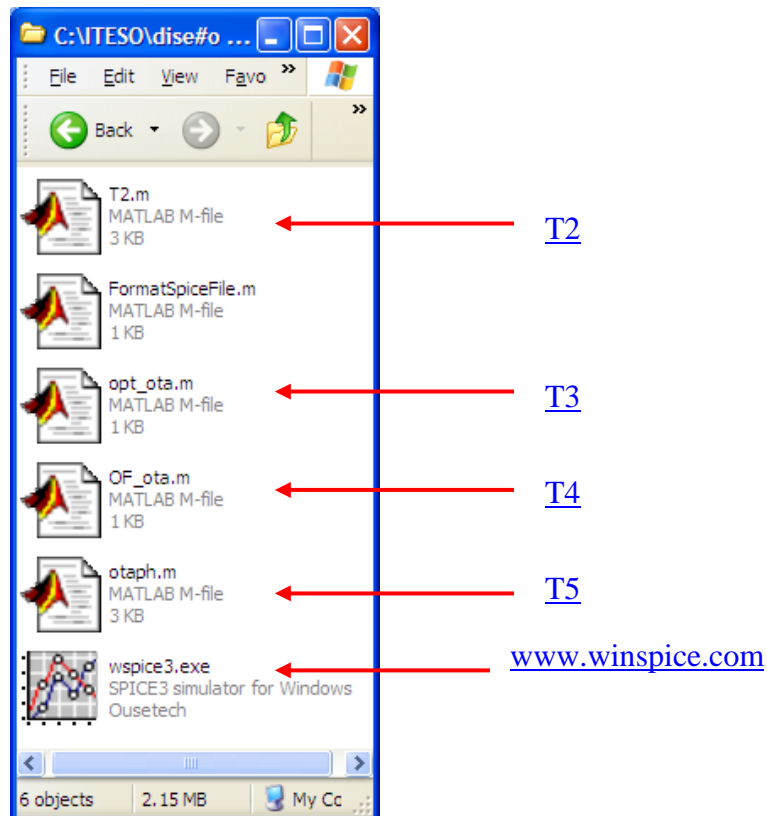 C:\ITESO\dise#o ...
File Edit View Favo »
Back »
T2.m
MATLAB M-file
3 KB
T2
FormatSpiceFile.m
MATLAB M-file
1 KB
opt_ota.m
MATLAB M-file
1 KB
T3
OF_ota.m
MATLAB M-file
1 KB
T4
otaph.m
MATLAB M-file
3 KB
T5
wspice3.exe
SPICE3 simulator for Windows
Ousetech
www.winspice.com
6 objects 2.15 MB My Cc